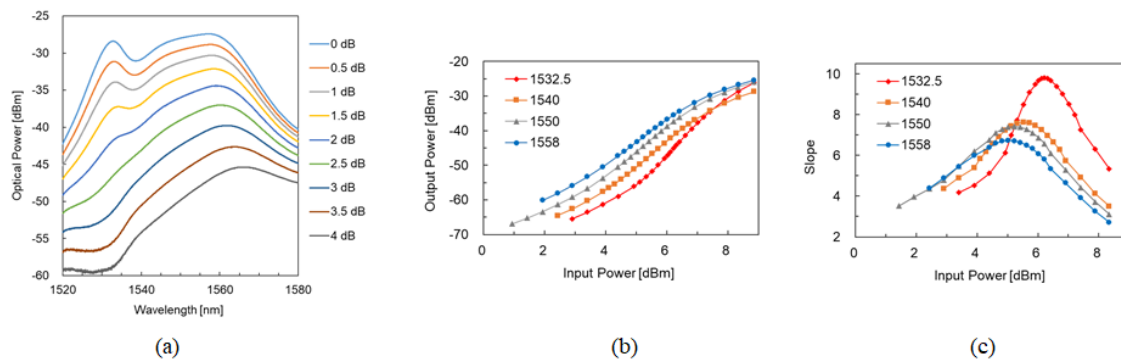 -25
-30
-35
-40
-45
-50
-55
-60
Optical Power [dBm]
1520
1540
1560
1580
Wavelength [nm]
0 dB
0.5 dB
1 dB
1.5 dB
2 dB
2.5 dB
3 dB
3.5 dB
4 dB
(a)
-20
-30
-40
-50
-60
-70
Output Power [dBm]
0
2
4
6
8
Input Power [dBm]
1532.5
1540
1550
1558
(b)
10
8
6
4
2
Slope
0
2
4
6
8
Input Power [dBm]
1532.5
1540
1550
1558
(c)